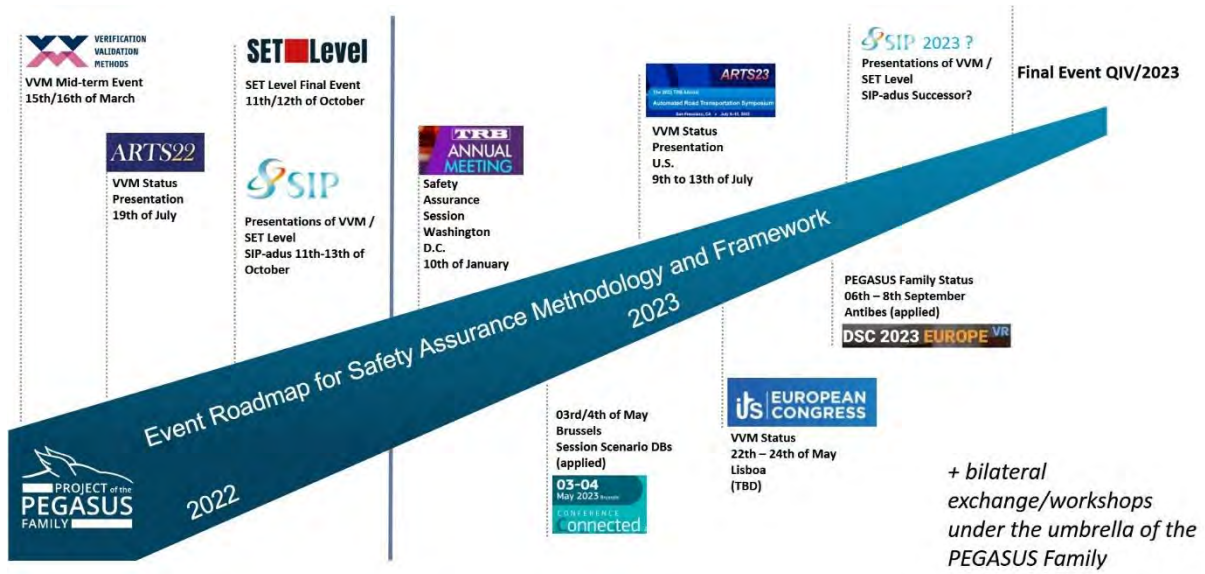 VERIFICATION
VALIDATION
METHODS
VVM Mid-term Event
15th/16th of March
ARTS22
VVM Status
Presentation
19th of July
SET Level
SET Level Final Event
11th/12th of October
SIP
Presentations of VVM /
SET Level
SIP-adus 11th-13th of
October
TRB
ANNUAL
MEETING
Safety
Assurance
Session
Washington
D.C.
10th of January
ARTS23
Automated Road Transportation Symposium
VVM Status
Presentation
U.S.
9th to 13th of July
SIP 2023 ?
Presentations of VVM /
SET Level
SIP-adus Successor?
Final Event QIV/2023
Event Roadmap for Safety Assurance Methodology and Framework
2022
2023
PROJECT of the
PEGASUS
FAMILY
03rd/4th of May
Brussels
Session Scenario DBs
(applied)
03-04
May 2023 Brussels
CONFERENCE
Connected
its EUROPEAN
CONGRESS
VVM Status
22th – 24th of May
Lisboa
(TBD)
PEGASUS Family Status
06th – 8th September
Antibes (applied)
DSC 2023 EUROPE VR
+ bilateral
exchange/workshops
under the umbrella of the
PEGASUS Family